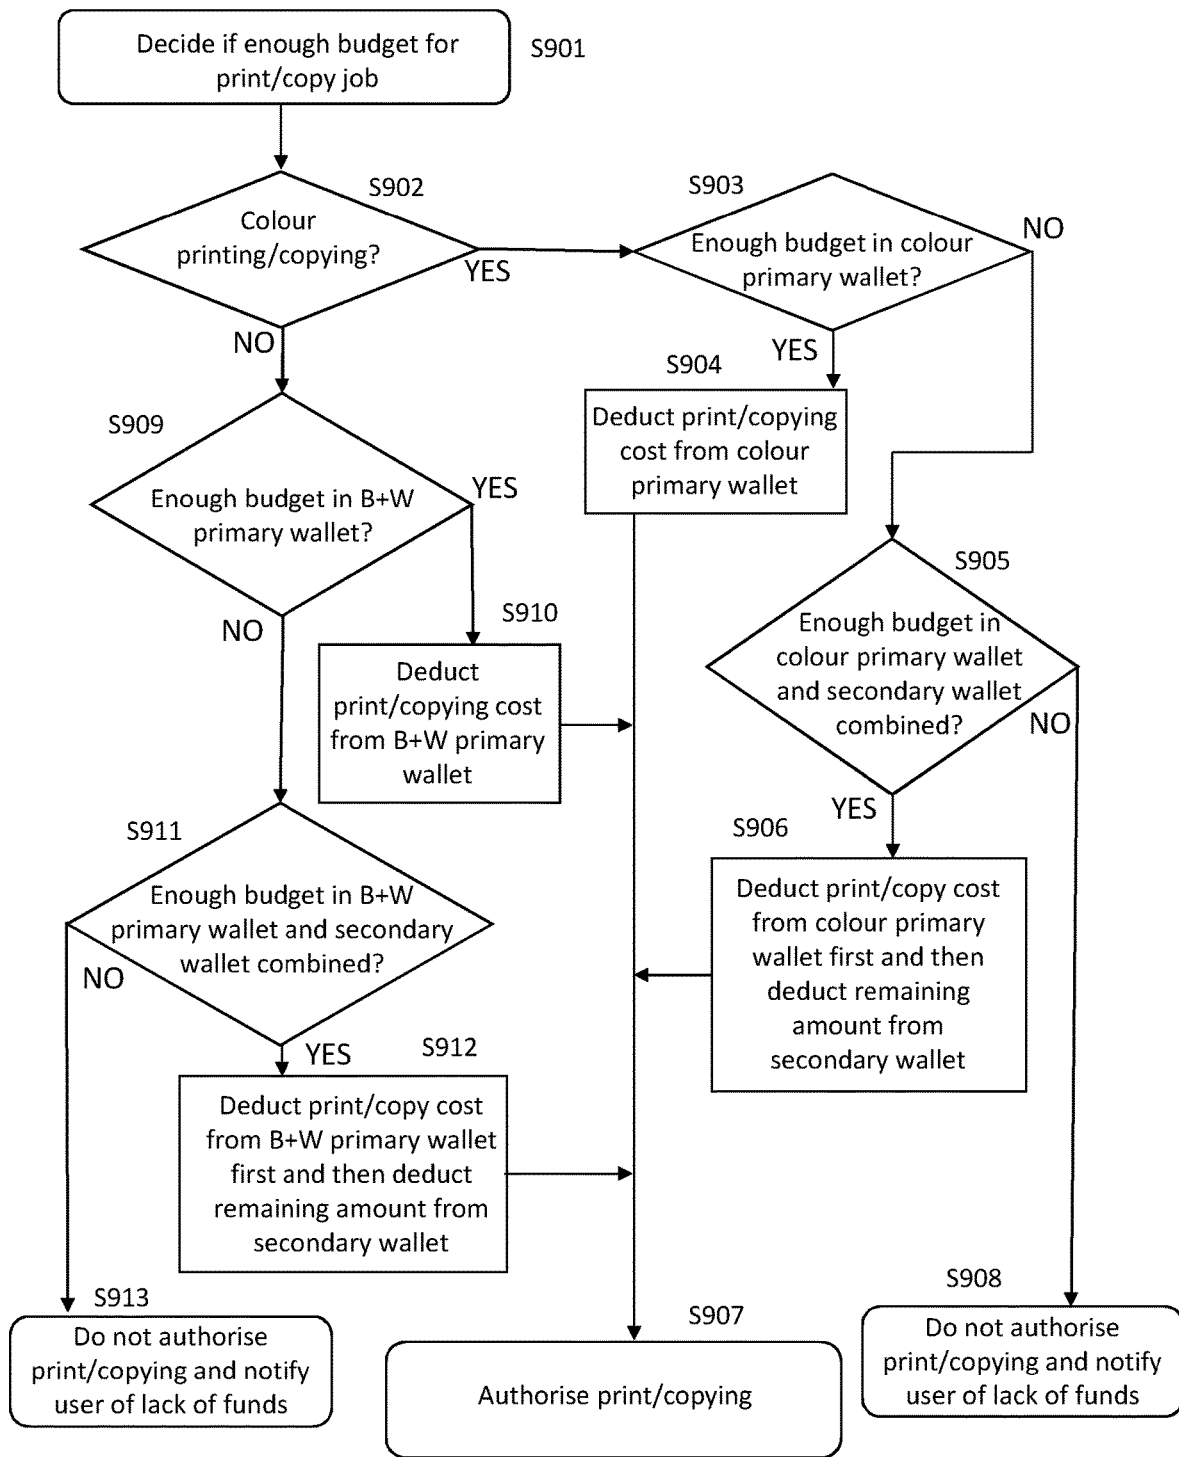 Decide if enough budget for
print/copy job
S901
S902
Colour
printing/copying?
YES
NO
S903
Enough budget in colour
primary wallet?
NO
YES
S904
Deduct print/copying
cost from colour
primary wallet
S909
Enough budget in B+W
primary wallet?
YES
NO
S910
Deduct
print/copying cost
from B+W primary
wallet
S905
Enough budget in
colour primary wallet
and secondary wallet
combined?
NO
YES
S906
Deduct print/copy cost
from colour primary
wallet first and then
deduct remaining
amount from
secondary wallet
S911
Enough budget in B+W
primary wallet and secondary
wallet combined?
NO
YES
S912
Deduct print/copy cost
from B+W primary wallet
first and then deduct
remaining amount from
secondary wallet
S913
Do not authorise
print/copying and notify
user of lack of funds
S907
Authorise print/copying
S908
Do not authorise
print/copying and notify
user of lack of funds